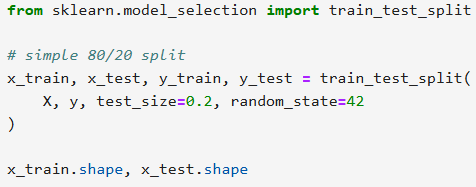 from sklearn.model_selection import train_test_split
# simple 80/20 split
x_train, x_test, y_train, y_test = train_test_split(
    X, y, test_size=0.2, random_state=42
)
x_train.shape, x_test.shape